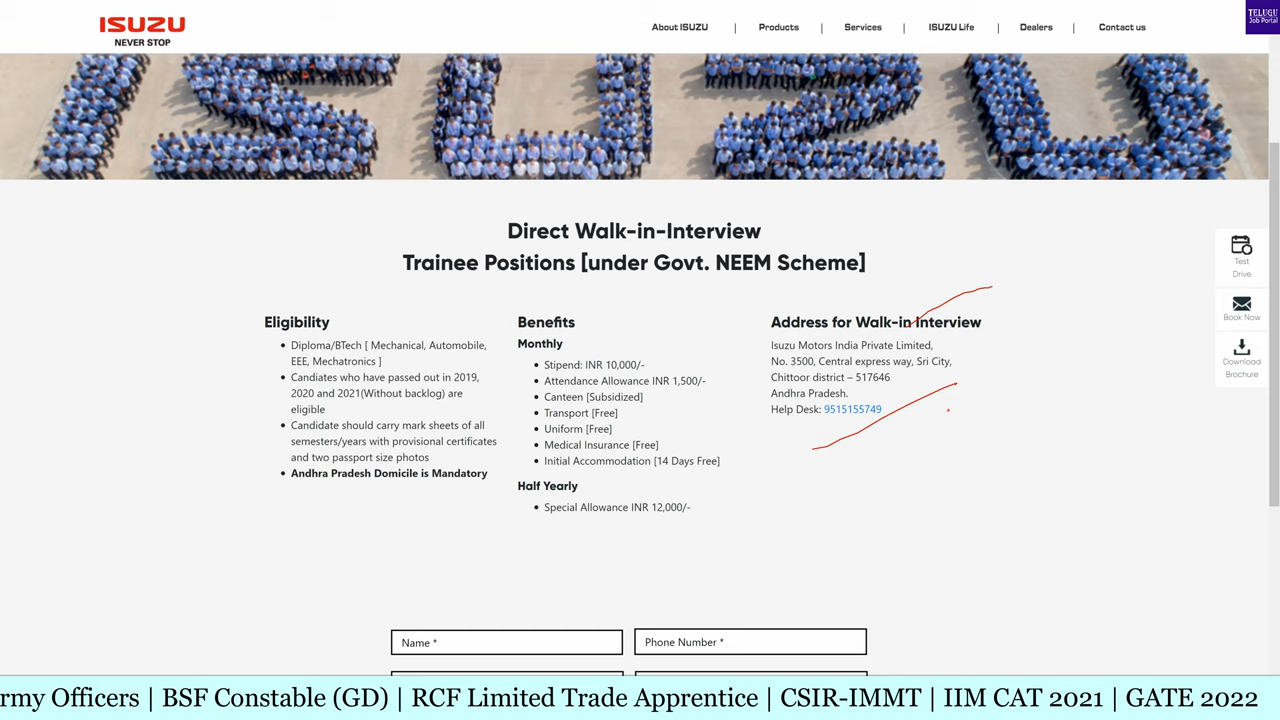 ISUZU
NEVER STOP
About ISUZU | Products | Services | ISUZU Life | Dealers | Contact us
TELUGU
Job Portal
ISUZU
Direct Walk-in-Interview
Trainee Positions [under Govt. NEEM Scheme]
Eligibility
• Diploma/BTech [ Mechanical, Automobile,
EEE, Mechatronics ]
• Candiates who have passed out in 2019,
2020 and 2021(Without backlog) are
eligible
• Candidate should carry mark sheets of all
semesters/years with provisional certificates
and two passport size photos
• Andhra Pradesh Domicile is Mandatory
Benefits
Monthly
• Stipend: INR 10,000/-
• Attendance Allowance INR 1,500/-
• Canteen [Subsidized]
• Transport [Free]
• Uniform [Free]
• Medical Insurance [Free]
• Initial Accommodation [14 Days Free]
Half Yearly
• Special Allowance INR 12,000/-
Address for Walk-in Interview
Isuzu Motors India Private Limited,
No. 3500, Central express way, Sri City,
Chittoor district – 517646
Andhra Pradesh.
Help Desk: 9515155749
Test
Drive
Book Now
Download
Brochure
Name *
Phone Number *
rmy Officers | BSF Constable (GD) | RCF Limited Trade Apprentice | CSIR-IMMT | IIM CAT 2021 | GATE 2022